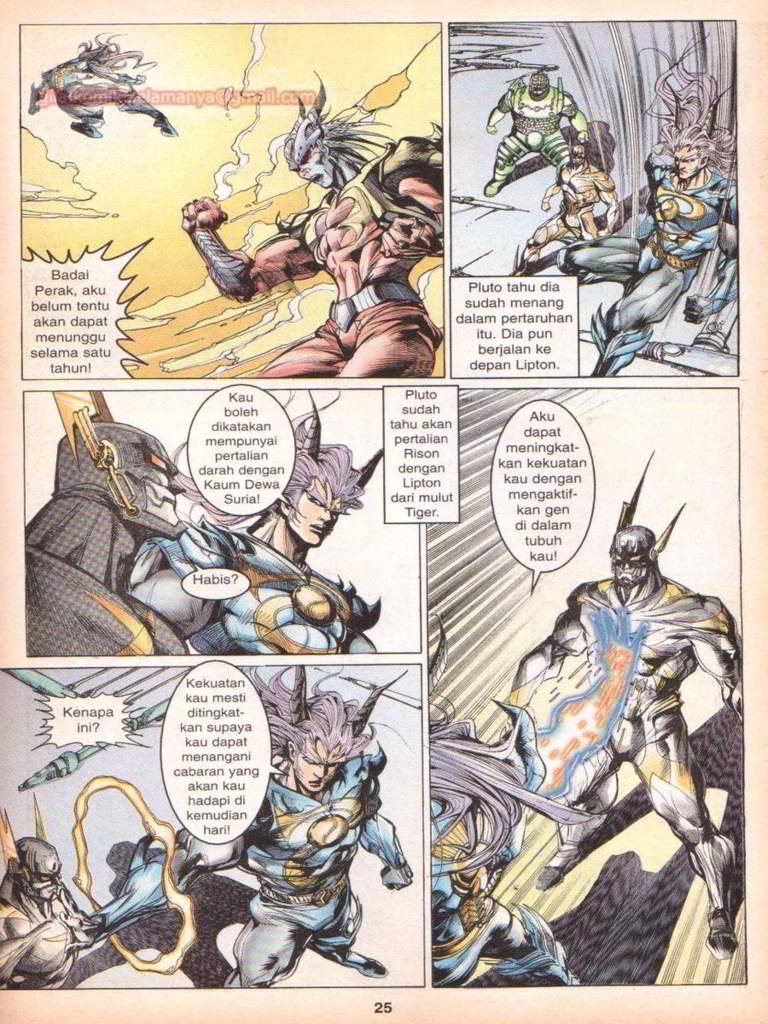 Badai
Perak, aku
belum tentu
akan dapat
menunggu
selama satu
tahun!
Pluto tahu dia
sudah menang
dalam pertaruhan
itu. Dia pun
berjalan ke
depan Lipton.
Kau
boleh
dikatakan
mempunyai
pertalian
darah dengan
Kaum Dewa
Suria!
Habis?
Pluto
sudah
tahu akan
pertalian
Rison
dengan
Lipton
dari mulut
Tiger.
Aku
dapat
meningkat-
kan kekuatan
kau dengan
mengaktif-
kan gen
di dalam
tubuh
kau!
Kenapa
ini?
Kekuatan
kau mesti
ditingkat-
kan supaya
kau dapat
menangani
cabaran yang
akan kau
hadapi di
kemudian
hari!
25